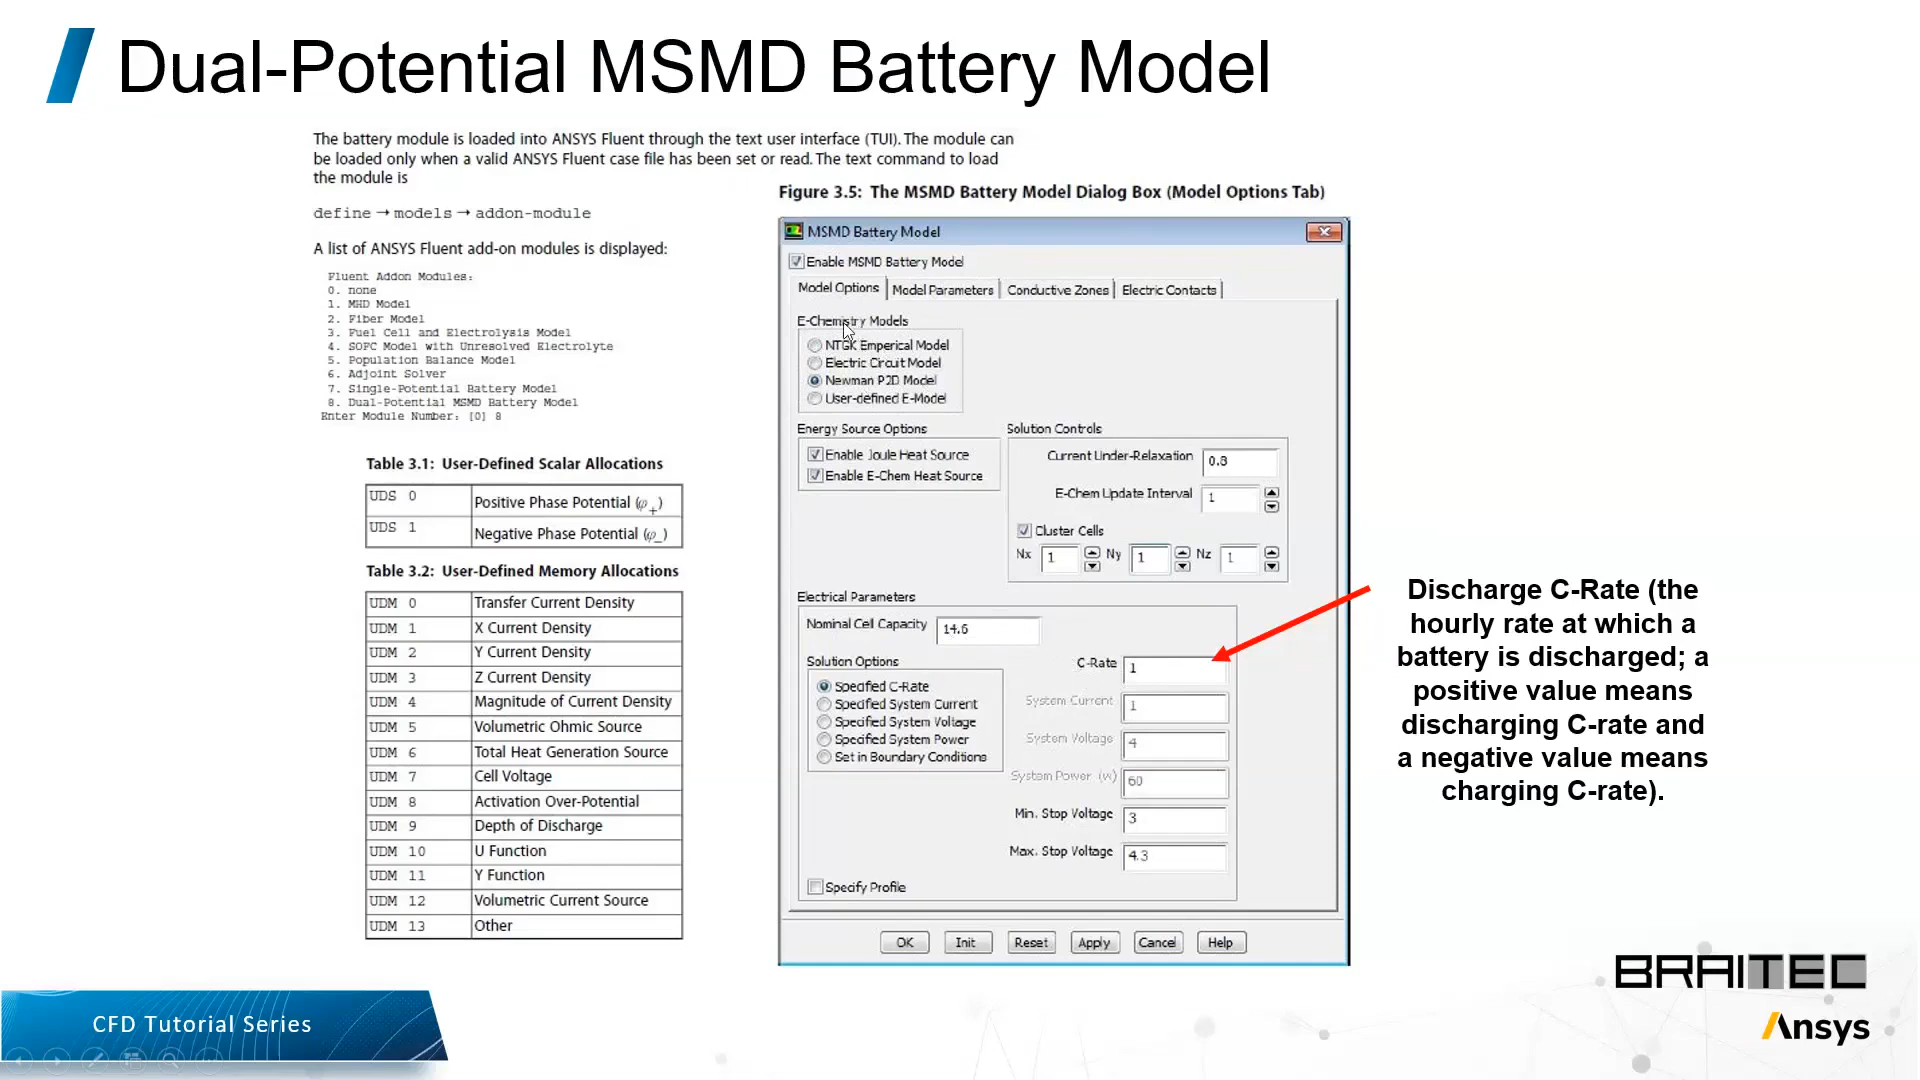 Dual-Potential MSMD Battery Model
The battery module is loaded into ANSYS Fluent through the text user interface (TUI). The module can
be loaded only when a valid ANSYS Fluent case file has been set or read. The text command to load
the module is
define → models → addon-module
A list of ANSYS Fluent add-on modules is displayed:
Fluent Addon Modules:
0. none
1. MHD Model
2. Fiber Model
3. Fuel Cell and Electrolysis Model
4. SOFC Model with Unresolved Electrolyte
5. Population Balance Model
6. Adjoint Solver
7. Single-Potential Battery Model
8. Dual-Potential MSMD Battery Model
Enter Module Number: [0] 8
Table 3.1: User-Defined Scalar Allocations
UDS 0 Positive Phase Potential (φ+)
UDS 1 Negative Phase Potential (φ_)
Table 3.2: User-Defined Memory Allocations
UDM 0 Transfer Current Density
UDM 1 X Current Density
UDM 2 Y Current Density
UDM 3 Z Current Density
UDM 4 Magnitude of Current Density
UDM 5 Volumetric Ohmic Source
UDM 6 Total Heat Generation Source
UDM 7 Cell Voltage
UDM 8 Activation Over-Potential
UDM 9 Depth of Discharge
UDM 10 U Function
UDM 11 Y Function
UDM 12 Volumetric Current Source
UDM 13 Other
Figure 3.5: The MSMD Battery Model Dialog Box (Model Options Tab)
MSMD Battery Model
Enable MSMD Battery Model
Model Options Model Parameters Conductive Zones Electric Contacts
E-Chemistry Models
NTGK Emperical Model
Electric Circuit Model
Newman P2D Model
User-defined E-Model
Energy Source Options
Enable Joule Heat Source
Enable E-Chem Heat Source
Solution Controls
Current Under-Relaxation 0.8
E-Chem Update Interval 1
Cluster Cells
Nx 1 Ny 1 Nz 1
Electrical Parameters
Nominal Cell Capacity 14.6
Solution Options
Specified C-Rate
Specified System Current
Specified System Voltage
Specified System Power
Set in Boundary Conditions
C-Rate 1
System Current 1
System Voltage 4
System Power (w) 60
Min. Stop Voltage 3
Max. Stop Voltage 4.3
Specify Profile
OK Init Reset Apply Cancel Help
Discharge C-Rate (the
hourly rate at which a
battery is discharged; a
positive value means
discharging C-rate and
a negative value means
charging C-rate).
CFD Tutorial Series
BRAITEC
Ansys